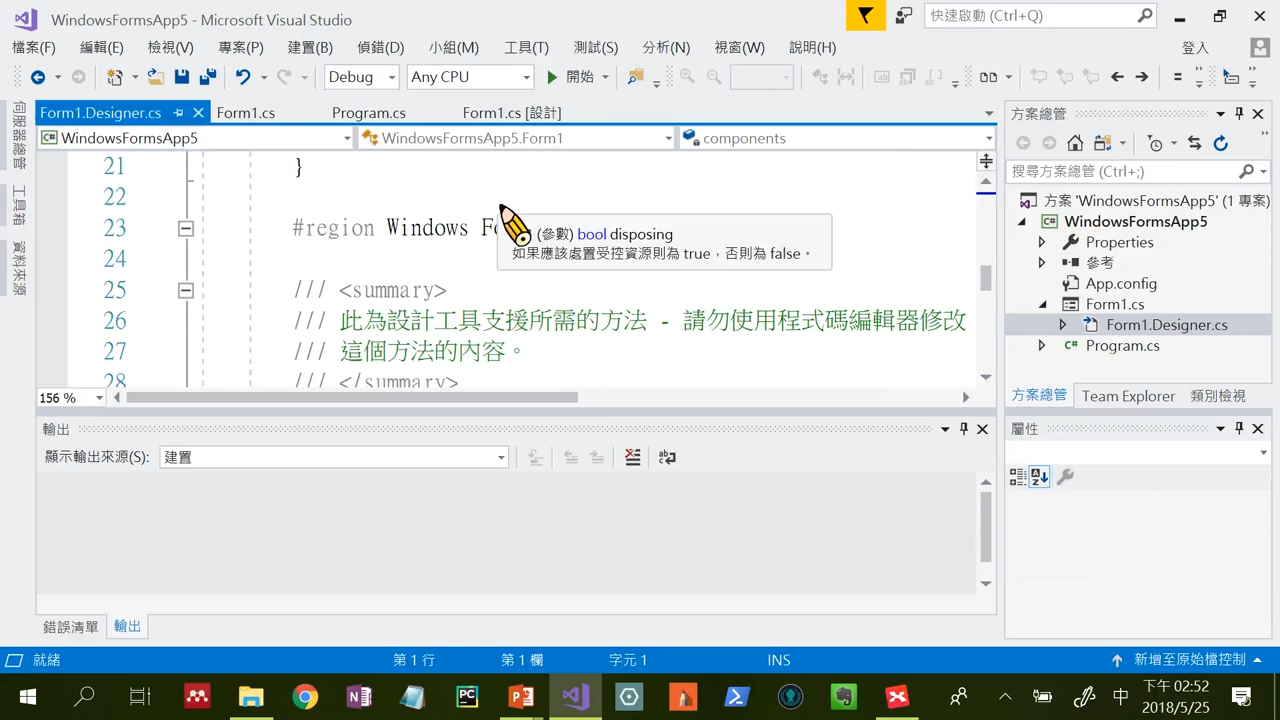 WindowsFormsApp5 - Microsoft Visual Studio
快速啟動 (Ctrl+Q)
檔案(F) 編輯(E) 檢視(V) 專案(P) 建置(B) 偵錯(D) 小組(M) 工具(T) 測試(S) 分析(N) 視窗(W) 說明(H) 登入
Debug Any CPU 開始
伺服器總管
工具箱
資料來源
Form1.Designer.cs Form1.cs Program.cs Form1.cs [設計]
WindowsFormsApp5 WindowsFormsApp5.Form1 components
21 }
22
23 #region Windows Fo
(參數) bool disposing
如果應該處置受控資源則為 true，否則為 false。
24
25 /// <summary>
26 /// 此為設計工具支援所需的方法 - 請勿使用程式碼編輯器修改
27 /// 這個方法的內容。
28 /// </summary>
156 %
輸出
顯示輸出來源(S): 建置
錯誤清單 輸出
方案總管
搜尋方案總管 (Ctrl+;)
方案 'WindowsFormsApp5' (1 專案)
WindowsFormsApp5
Properties
參考
App.config
Form1.cs
Form1.Designer.cs
Program.cs
方案總管 Team Explorer 類別檢視
屬性
就緒 第 1 行 第 1 欄 字元 1 INS 新增至原始檔控制
中 下午 02:52
2018/5/25